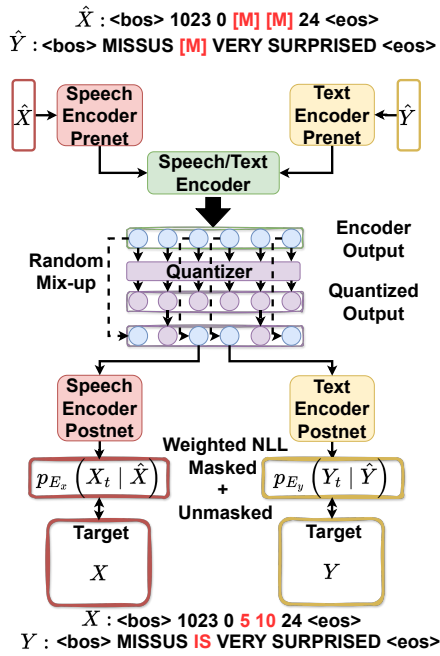 X̂ : <bos> 1023 0 [M] [M] 24 <eos>
Ŷ : <bos> MISSUS [M] VERY SURPRISED <eos>
X̂
Speech
Encoder
Prenet
Text
Encoder
Prenet
Ŷ
Speech/Text
Encoder
Encoder
Output
Random
Mix-up
Quantizer
Quantized
Output
Speech
Encoder
Postnet
Text
Encoder
Postnet
Weighted NLL
Masked
+
Unmasked
p_{E_x} (X_t | X̂)
p_{E_y} (Y_t | Ŷ)
Target
X
Target
Y
X : <bos> 1023 0 5 10 24 <eos>
Y : <bos> MISSUS IS VERY SURPRISED <eos>